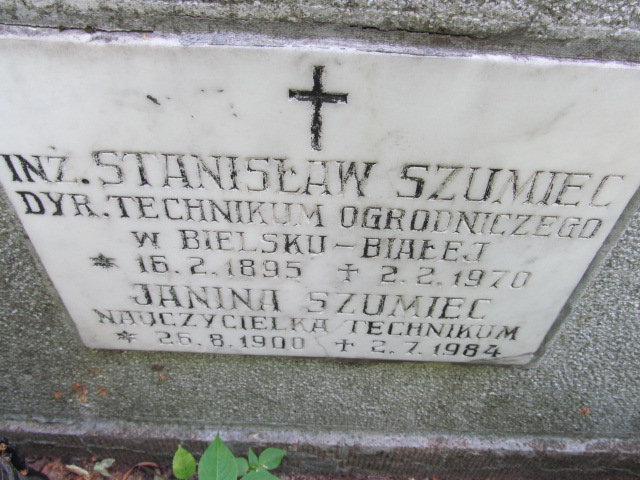 INŻ. STANISŁAW SZUMIEC
DYR. TECHNIKUM OGRODNICZEGO
W BIELSKU-BIAŁEJ
* 16.2.1895 + 2.2.1970
JANINA SZUMIEC
NAUCZYCIELKA TECHNIKUM
* 26.8.1900 + 2.7.1984